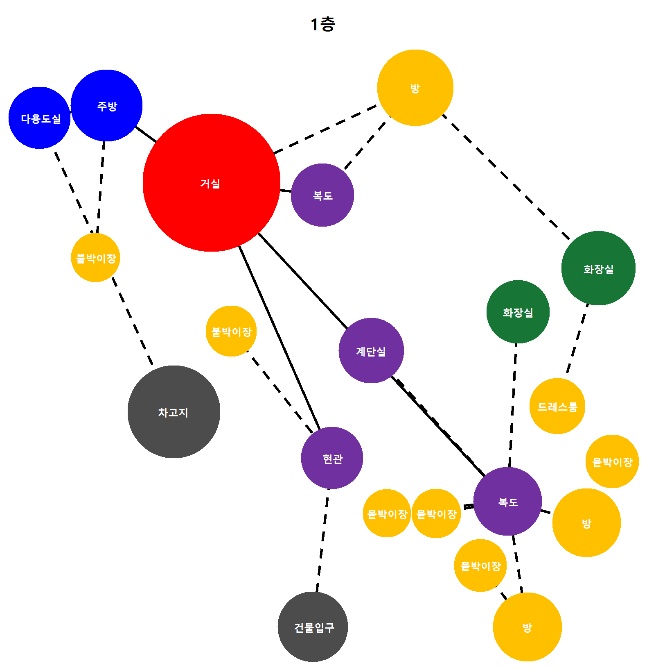 1층
방
다용도실
주방
거실
복도
붙박이장
화장실
화장실
붙박이장
계단실
차고지
드레스룸
현관
붙박이장
복도
붙박이장
붙박이장
방
붙박이장
건물입구
방